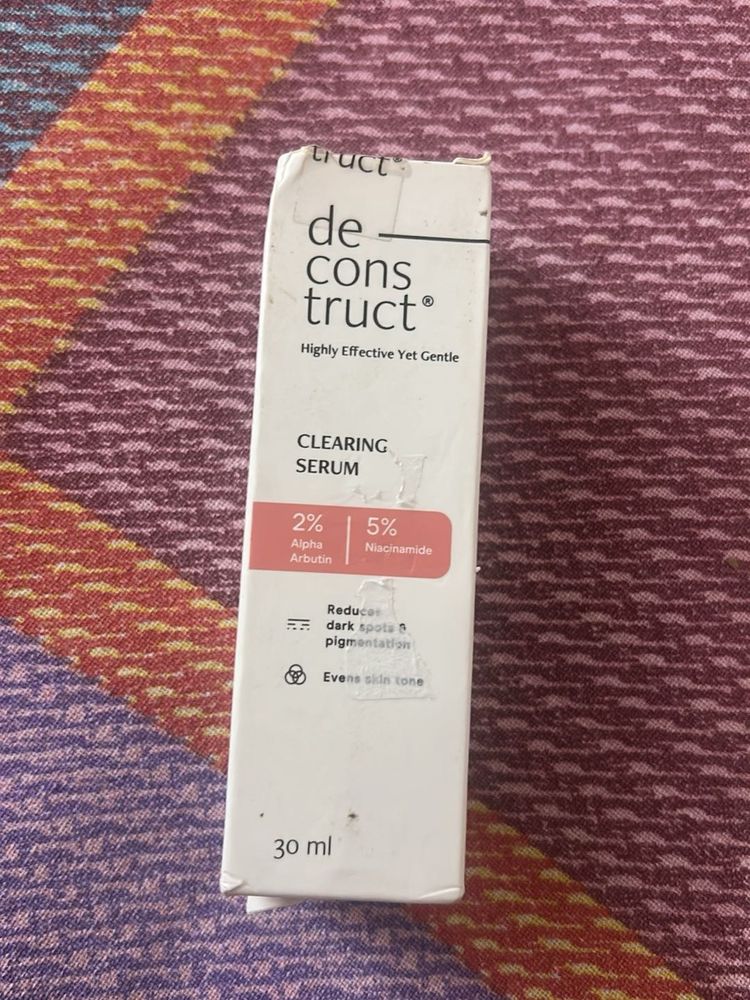 truct®
de
cons
truct®
Highly Effective Yet Gentle
CLEARING
SERUM
2%
Alpha
Arbutin
5%
Niacinamide
Reduces
dark spots &
pigmentation
Evens skin tone
30 ml